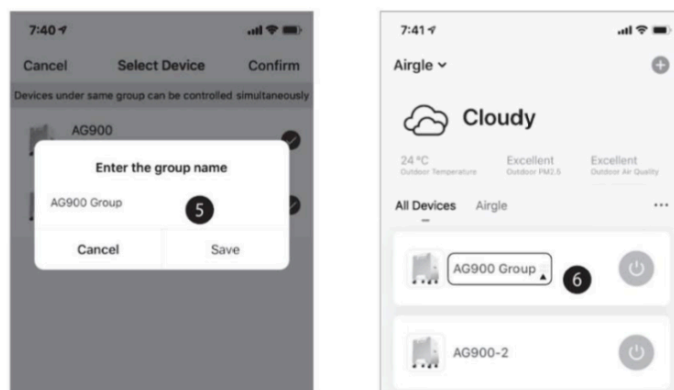 7:40
Cancel Select Device Confirm
Devices under same group can be controlled simultaneously
AG900
Enter the group name
AG900 Group
5
Cancel Save
7:41
Airgle
Cloudy
24 °C Excellent Excellent
Outdoor Temperature Outdoor PM2.5 Outdoor Air Quality
All Devices Airgle ...
AG900 Group
6
AG900-2